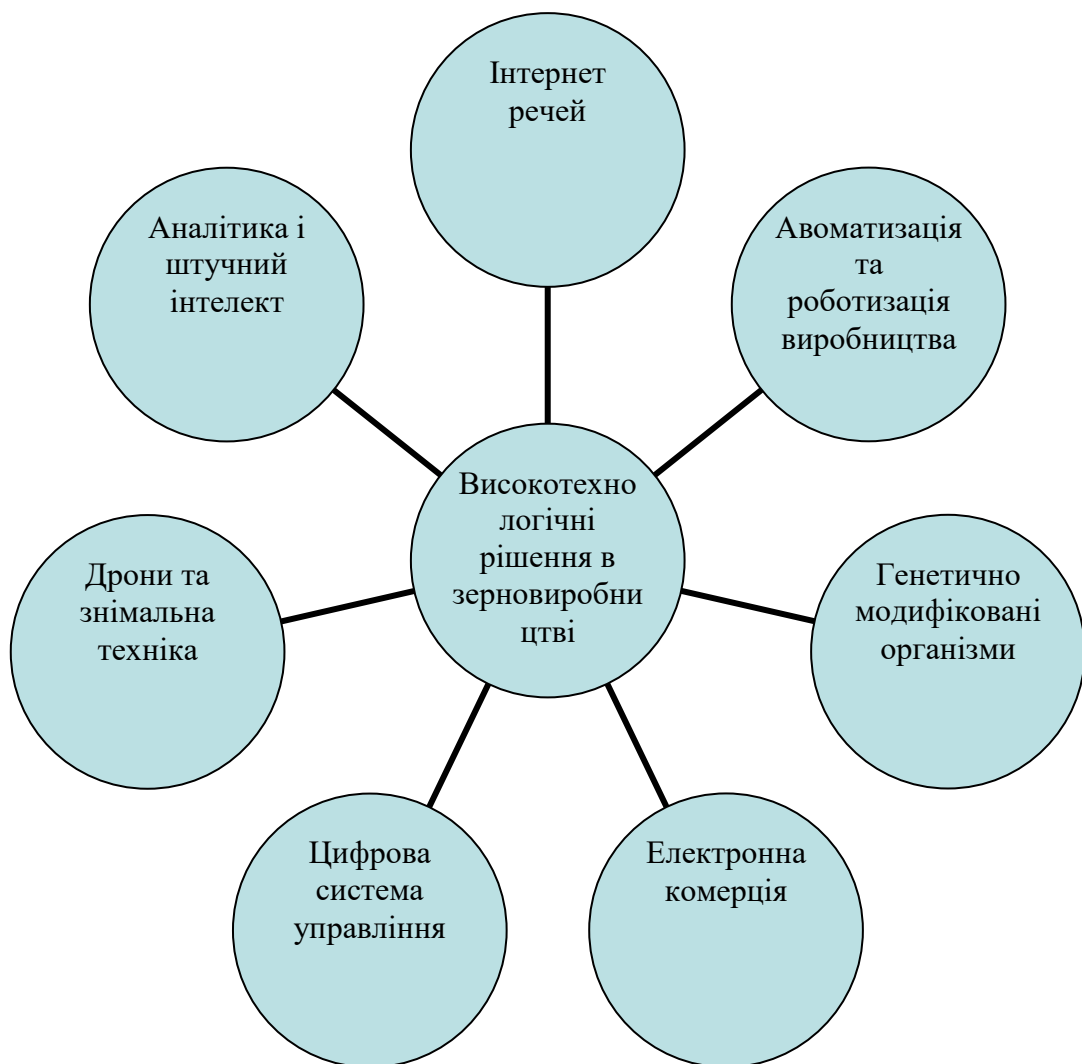 Інтернет
речей
Авоматизація
та
роботизація
виробництва
Генетично
модифіковані
організми
Електронна
комерція
Цифрова
система
управління
Дрони та
знімальна
техніка
Аналітика і
штучний
інтелект
Високотехно
логічні
рішення в
зерновиробни
цтві